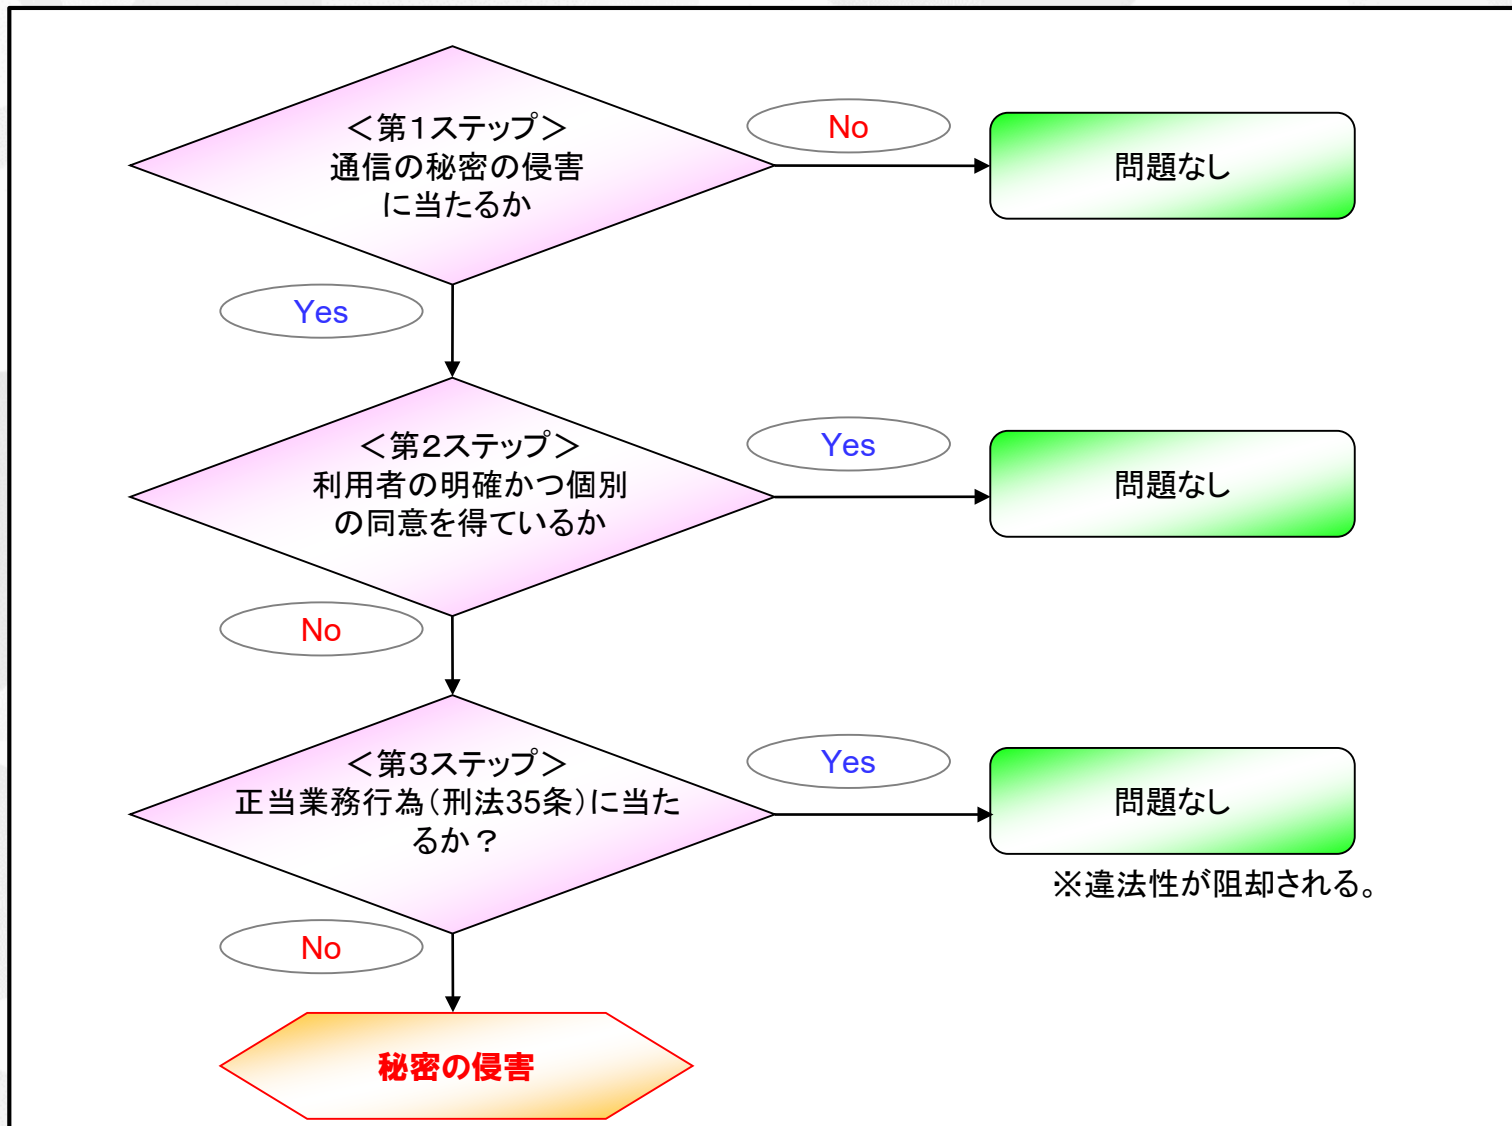 ＜第1ステップ＞
通信の秘密の侵害
に当たるか
No
問題なし
Yes
＜第2ステップ＞
利用者の明確かつ個別
の同意を得ているか
Yes
問題なし
No
＜第3ステップ＞
正当業務行為（刑法35条）に当た
るか？
Yes
問題なし
※違法性が阻却される。
No
秘密の侵害